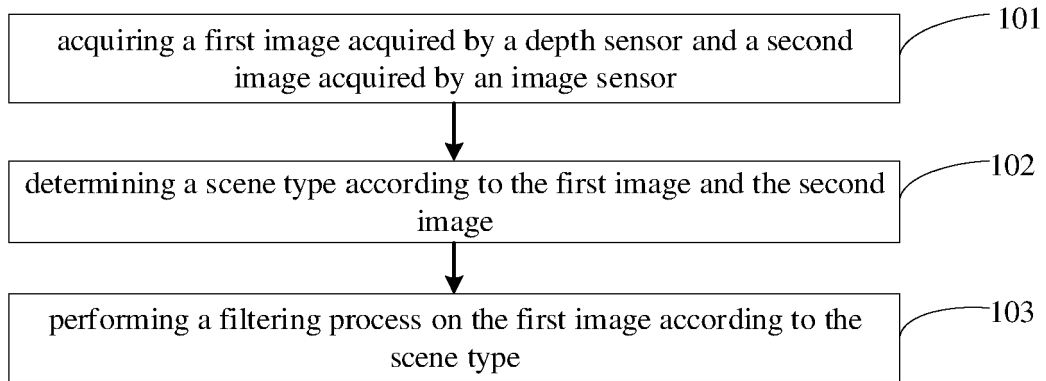 101
acquiring a first image acquired by a depth sensor and a second
image acquired by an image sensor
102
determining a scene type according to the first image and the second
image
103
performing a filtering process on the first image according to the
scene type